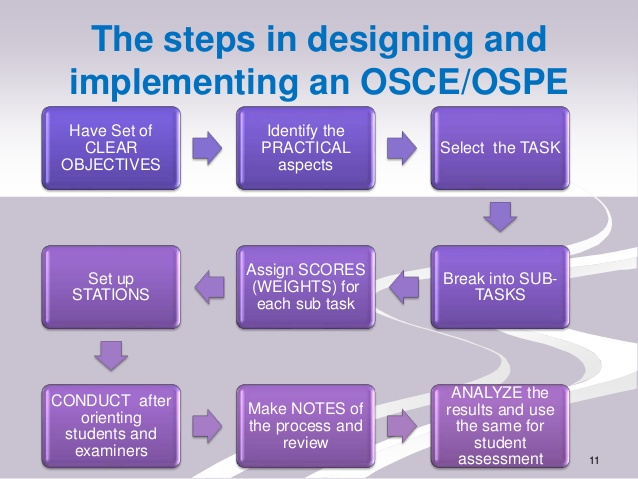 The steps in designing and
implementing an OSCE/OSPE
Have Set of
CLEAR
OBJECTIVES
Identify the
PRACTICAL
aspects
Select the TASK
Break into SUB-
TASKS
Assign SCORES
(WEIGHTS) for
each sub task
Set up
STATIONS
CONDUCT after
orienting
students and
examiners
Make NOTES of
the process and
review
ANALYZE the
results and use
the same for
student
assessment
11